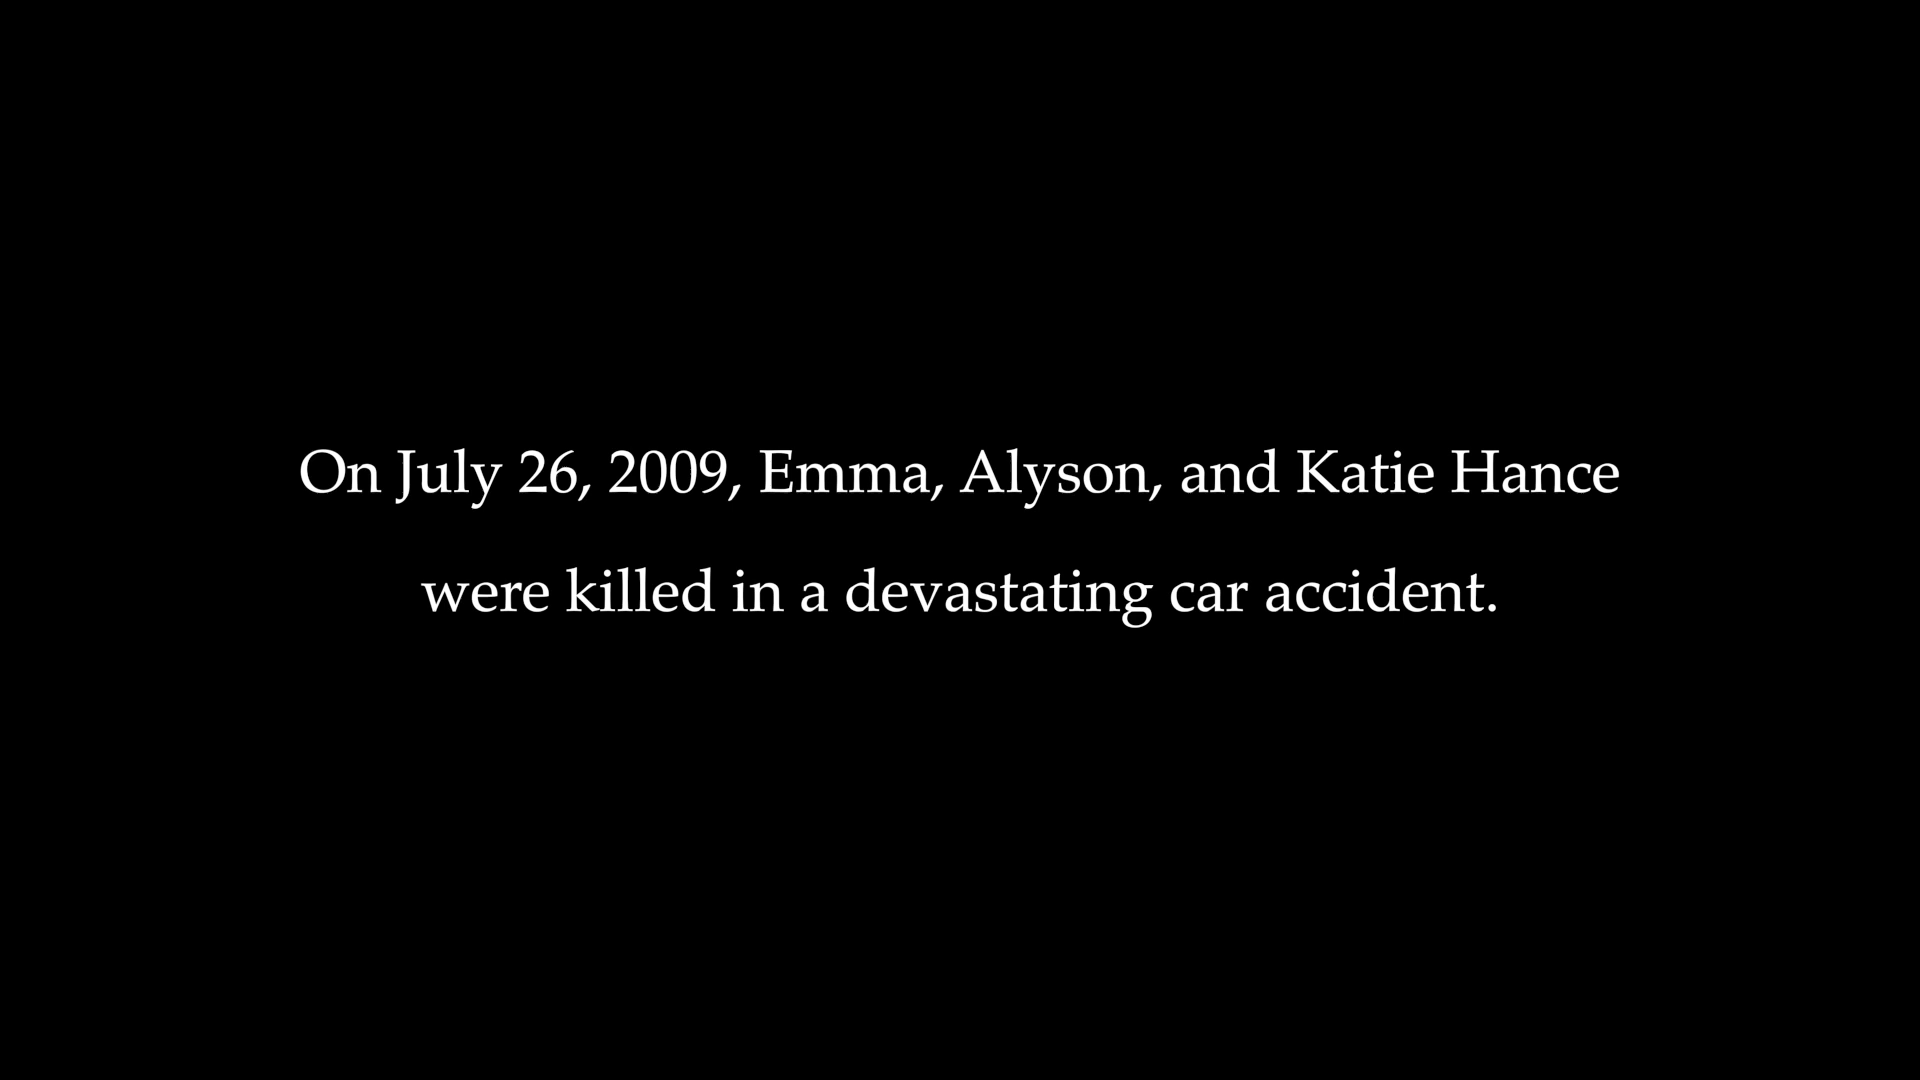 On July 26, 2009, Emma, Alyson, and Katie Hance
were killed in a devastating car accident.